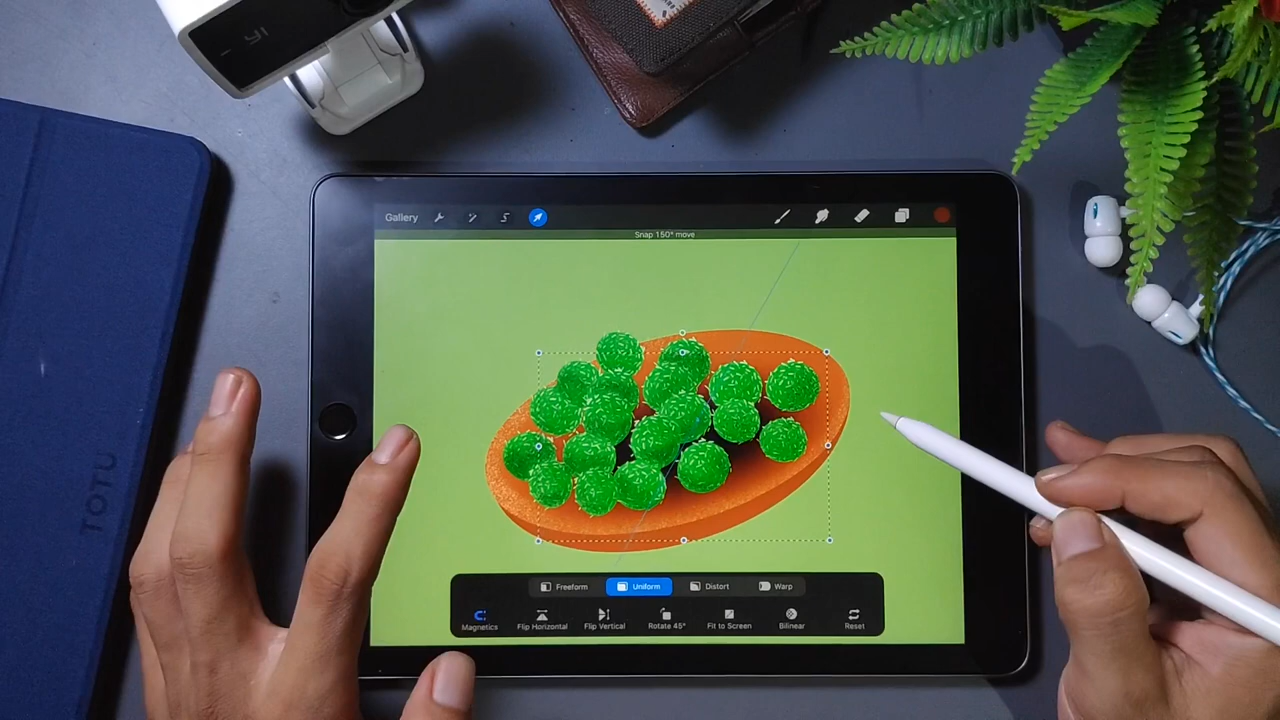 YI
Gallery
Snap 150° move
Freeform Uniform Distort Warp
Magnetics Flip Horizontal Flip Vertical Rotate 45° Fit to Screen Bilinear Reset
TOTU